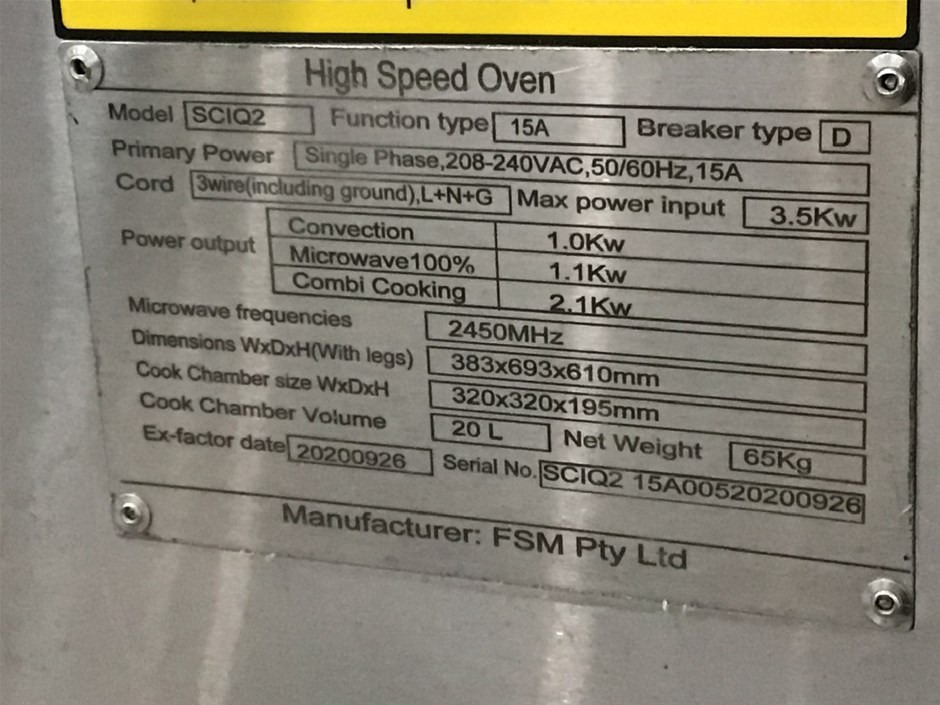 High Speed Oven
Model SCIQ2 Function type 15A Breaker type D
Primary Power Single Phase,208-240VAC,50/60Hz,15A
Cord 3wire(including ground),L+N+G Max power input 3.5Kw
Power output Convection 1.0Kw
Microwave100% 1.1Kw
Combi Cooking 2.1Kw
Microwave frequencies 2450MHz
Dimensions WxDxH(With legs) 383x693x610mm
Cook Chamber size WxDxH 320x320x195mm
Cook Chamber Volume 20 L Net Weight 65Kg
Ex-factor date 20200926 Serial No. SCIQ2 15A00520200926
Manufacturer: FSM Pty Ltd